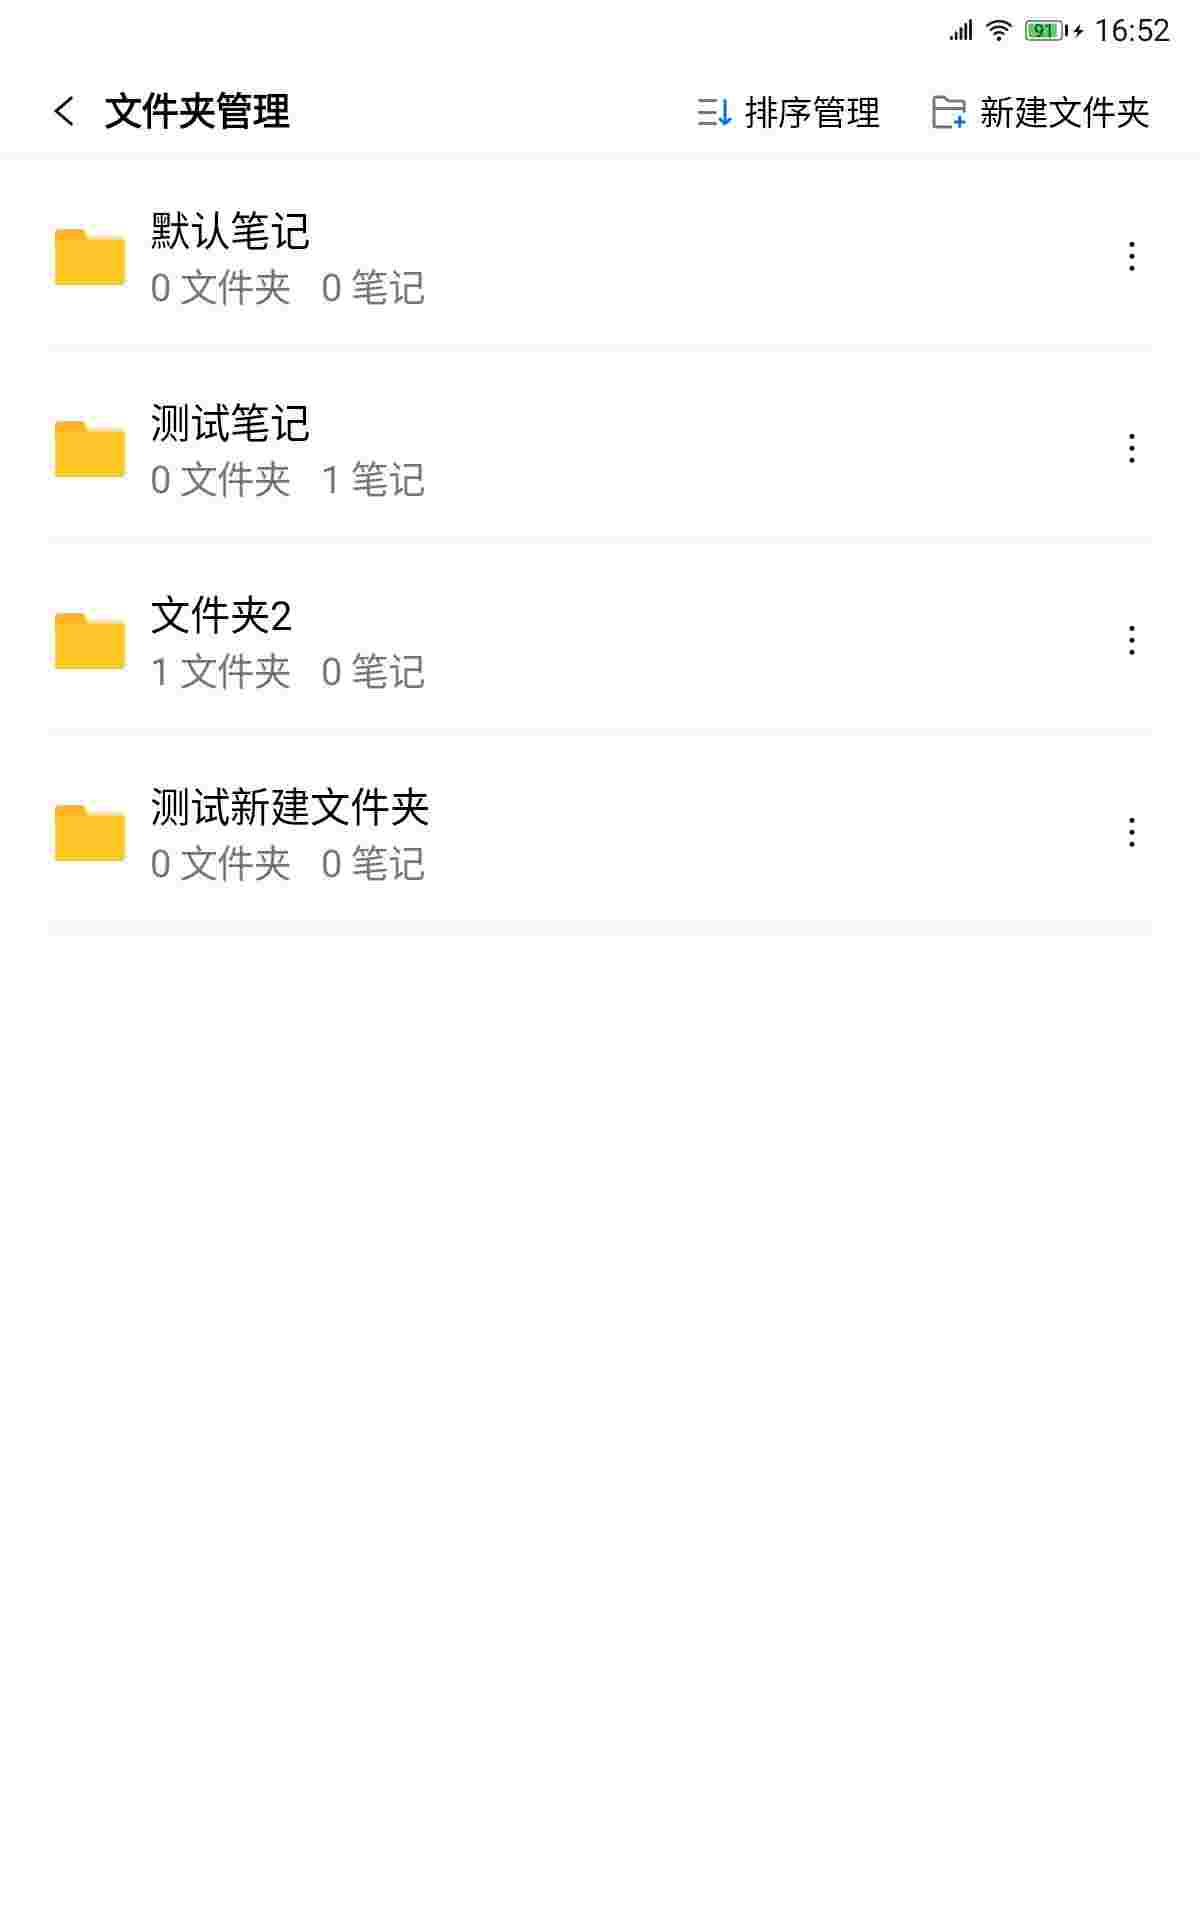 91 16:52
文件夹管理 排序管理 新建文件夹
默认笔记
0 文件夹 0 笔记
测试笔记
0 文件夹 1 笔记
文件夹2
1 文件夹 0 笔记
测试新建文件夹
0 文件夹 0 笔记